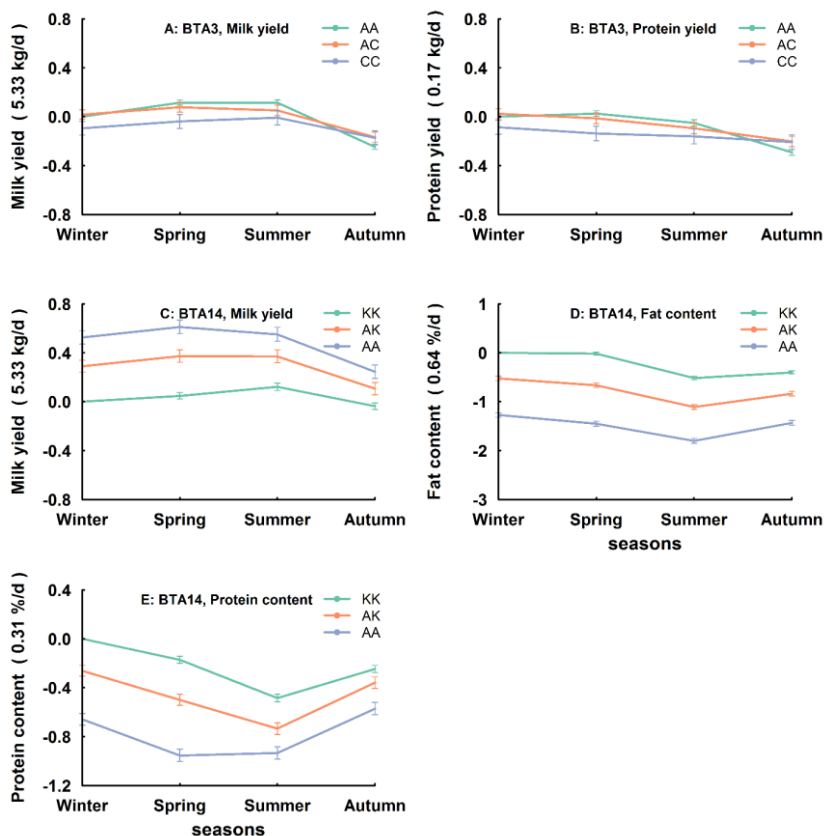 A: BTA3, Milk yield
AA
AC
CC
Milk yield ( 5.33 kg/d )
0.8
0.4
0.0
-0.4
-0.8
Winter Spring Summer Autumn
B: BTA3, Protein yield
AA
AC
CC
Protein yield ( 0.17 kg/d )
0.8
0.4
0.0
-0.4
-0.8
Winter Spring Summer Autumn
C: BTA14, Milk yield
KK
AK
AA
Milk yield ( 5.33 kg/d )
0.8
0.4
0.0
-0.4
-0.8
Winter Spring Summer Autumn
D: BTA14, Fat content
KK
AK
AA
Fat content ( 0.64 %/d )
1
0
-1
-2
-3
Winter Spring Summer Autumn
seasons
E: BTA14, Protein content
KK
AK
AA
Protein content ( 0.31 %/d )
0.4
0.0
-0.4
-0.8
-1.2
Winter Spring Summer Autumn
seasons